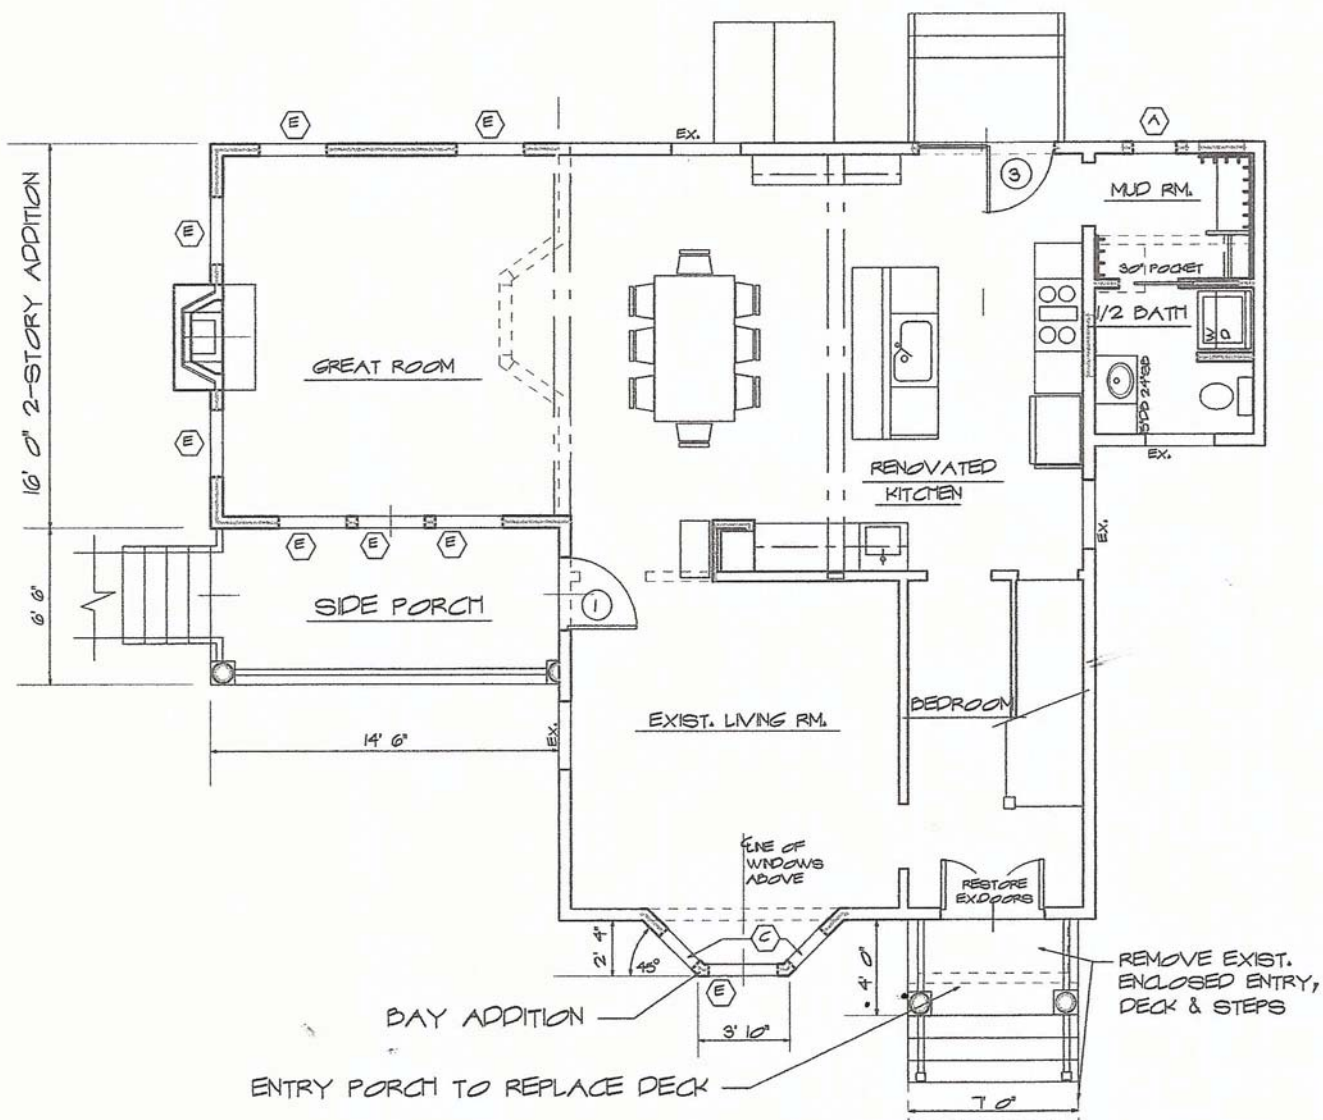 E
E
EX.
A
3
MUD RM.
16' 0" 2-STORY ADDITION
E
30" POCKET
1/2 BATH
W
D
GREAT ROOM
E
RENOVATED
KITCHEN
EX.
E
E
E
EX.
6' 6"
SIDE PORCH
1
BEDROOM
EXIST. LIVING RM.
14' 6"
EX.
LINE OF
WINDOWS
ABOVE
RESTORE
EX.DOORS
2' 4"
45°
C
E
4' 0"
REMOVE EXIST.
ENCLOSED ENTRY,
DECK & STEPS
BAY ADDITION
3' 10"
ENTRY PORCH TO REPLACE DECK
7' 0"